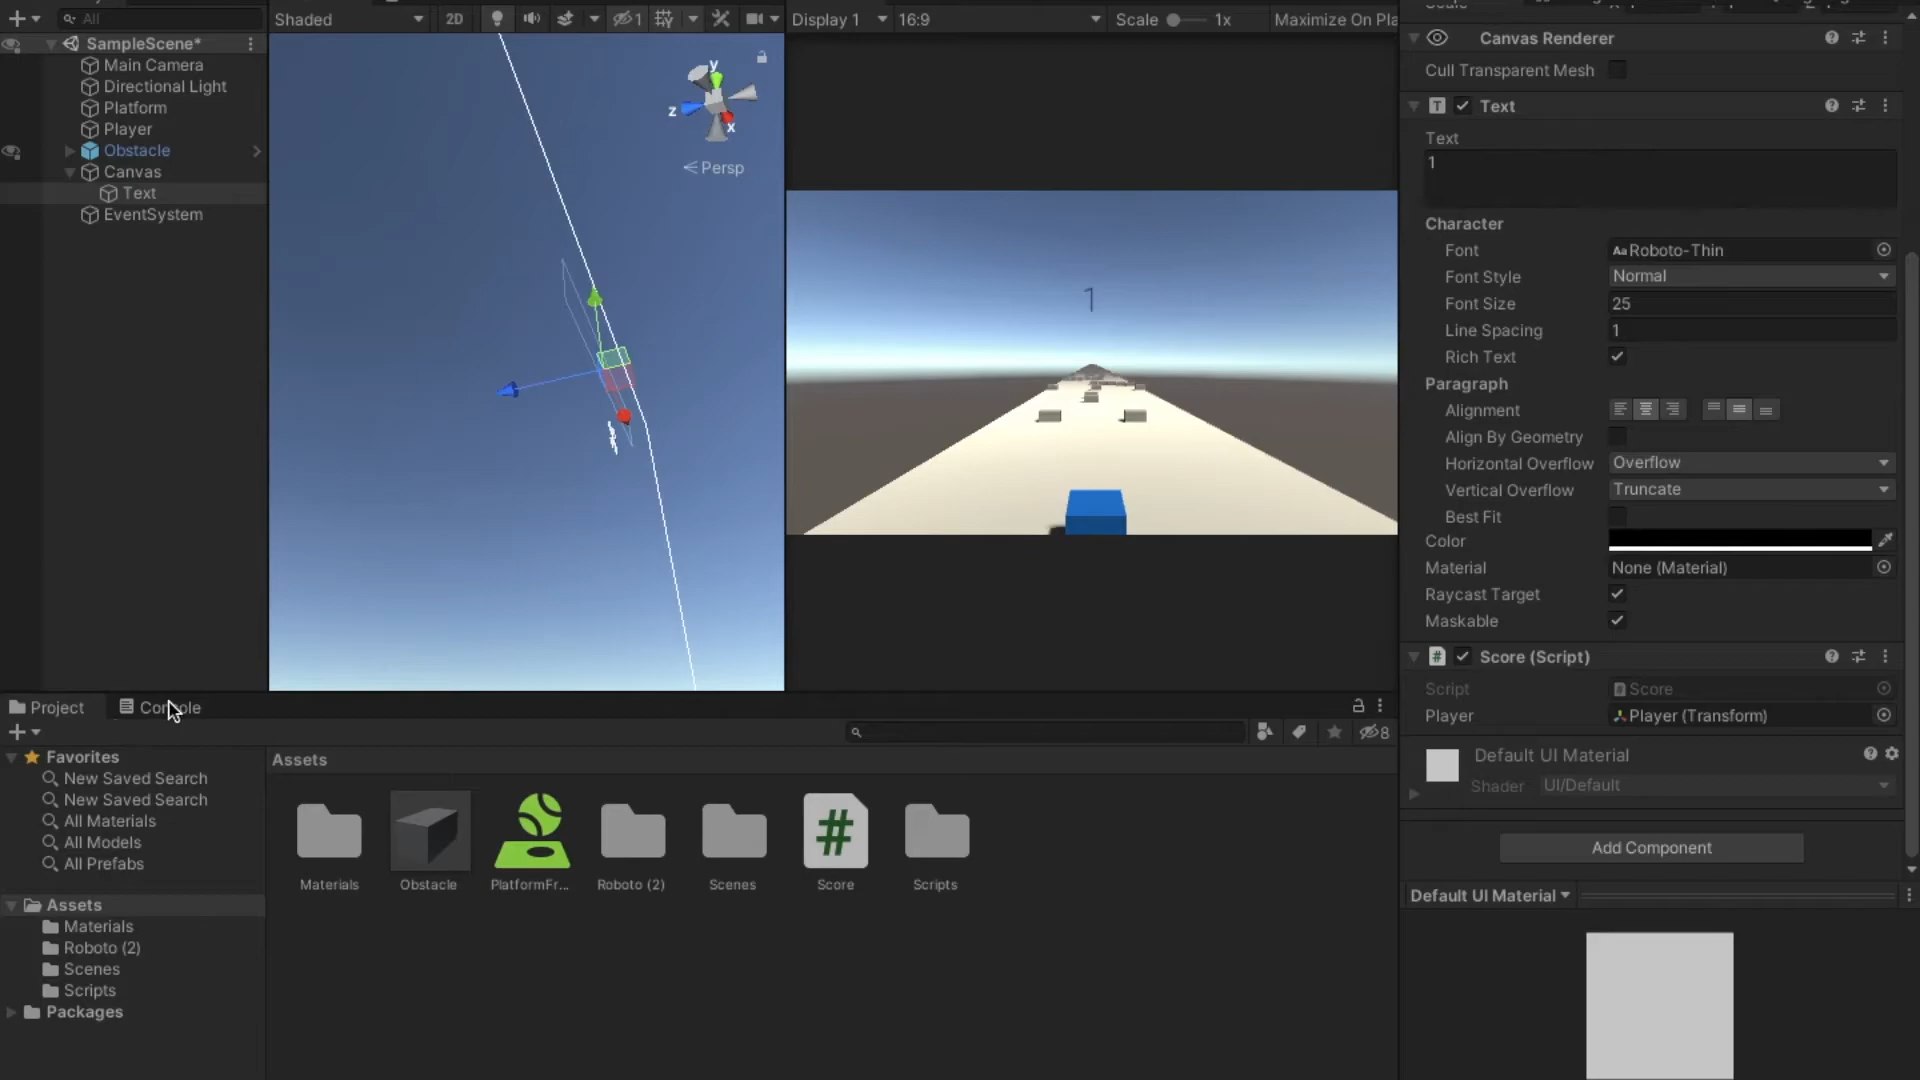 All
SampleScene*
Main Camera
Directional Light
Platform
Player
Obstacle
Canvas
Text
EventSystem
Shaded
2D
1
y
z
x
Persp
Display 1
16:9
Scale
1x
Maximize On Pla
1
Canvas Renderer
Cull Transparent Mesh
Text
Text
1
Character
Font
Roboto-Thin
Font Style
Normal
Font Size
25
Line Spacing
1
Rich Text
Paragraph
Alignment
Align By Geometry
Horizontal Overflow
Overflow
Vertical Overflow
Truncate
Best Fit
Color
Material
None (Material)
Raycast Target
Maskable
Score (Script)
Script
Score
Player
Player (Transform)
Default UI Material
Shader
UI/Default
Add Component
Default UI Material
Project
Console
8
Favorites
New Saved Search
New Saved Search
All Materials
All Models
All Prefabs
Assets
Materials
Roboto (2)
Scenes
Scripts
Packages
Assets
Materials
Obstacle
PlatformFr...
Roboto (2)
Scenes
Score
Scripts